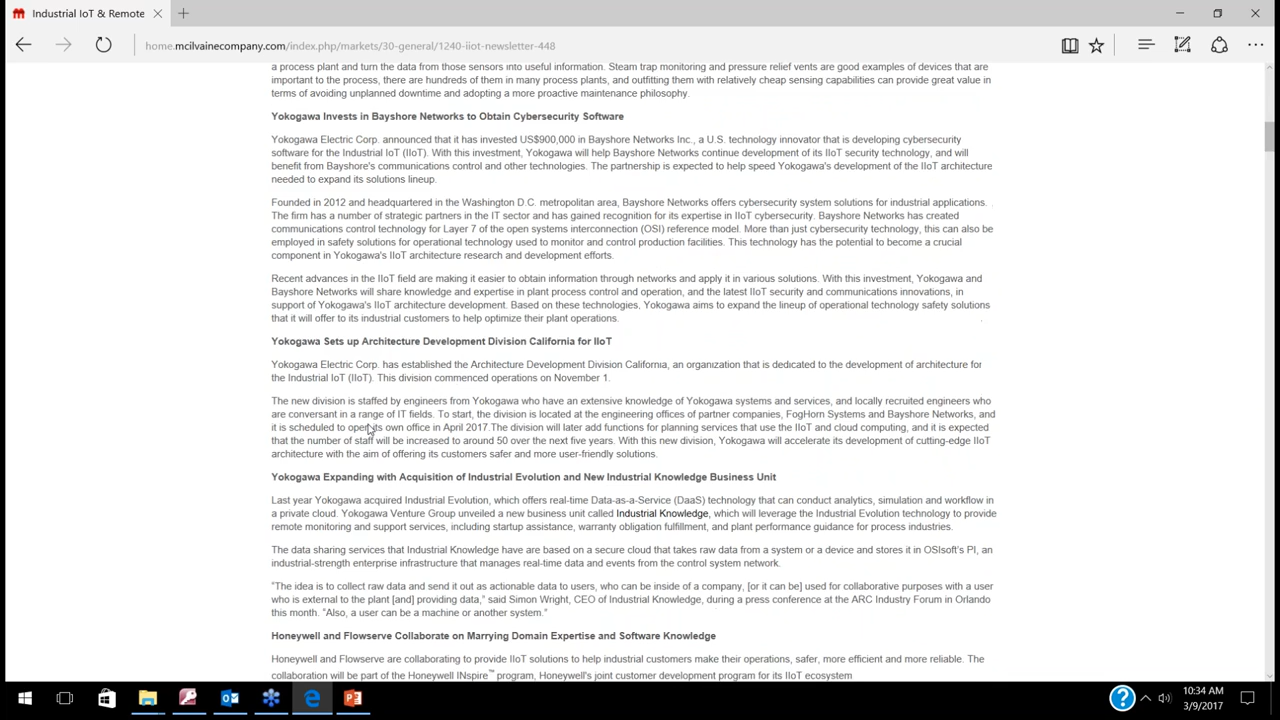 Industrial IoT & Remote
home.mcilvainecompany.com/index.php/markets/30-general/1240-iiot-newsletter-448
a process plant and turn the data from those sensors into useful information. Steam trap monitoring and pressure relief vents are good examples of devices that are
important to the process, there are hundreds of them in many process plants, and outfitting them with relatively cheap sensing capabilities can provide great value in
terms of avoiding unplanned downtime and adopting a more proactive maintenance philosophy.
Yokogawa Invests in Bayshore Networks to Obtain Cybersecurity Software
Yokogawa Electric Corp. announced that it has invested US$900,000 in Bayshore Networks Inc., a U.S. technology innovator that is developing cybersecurity
software for the Industrial IoT (IIoT). With this investment, Yokogawa will help Bayshore Networks continue development of its IIoT security technology, and will
benefit from Bayshore's communications control and other technologies. The partnership is expected to help speed Yokogawa's development of the IIoT architecture
needed to expand its solutions lineup.
Founded in 2012 and headquartered in the Washington D.C. metropolitan area, Bayshore Networks offers cybersecurity system solutions for industrial applications.
The firm has a number of strategic partners in the IT sector and has gained recognition for its expertise in IIoT cybersecurity. Bayshore Networks has created
communications control technology for Layer 7 of the open systems interconnection (OSI) reference model. More than just cybersecurity technology, this can also be
employed in safety solutions for operational technology used to monitor and control production facilities. This technology has the potential to become a crucial
component in Yokogawa's IIoT architecture research and development efforts.
Recent advances in the IIoT field are making it easier to obtain information through networks and apply it in various solutions. With this investment, Yokogawa and
Bayshore Networks will share knowledge and expertise in plant process control and operation, and the latest IIoT security and communications innovations, in
support of Yokogawa's IIoT architecture development. Based on these technologies, Yokogawa aims to expand the lineup of operational technology safety solutions
that it will offer to its industrial customers to help optimize their plant operations.
Yokogawa Sets up Architecture Development Division California for IIoT
Yokogawa Electric Corp. has established the Architecture Development Division California, an organization that is dedicated to the development of architecture for
the Industrial IoT (IIoT). This division commenced operations on November 1.
The new division is staffed by engineers from Yokogawa who have an extensive knowledge of Yokogawa systems and services, and locally recruited engineers who
are conversant in a range of IT fields. To start, the division is located at the engineering offices of partner companies, FogHorn Systems and Bayshore Networks, and
it is scheduled to open its own office in April 2017.The division will later add functions for planning services that use the IIoT and cloud computing, and it is expected
that the number of staff will be increased to around 50 over the next five years. With this new division, Yokogawa will accelerate its development of cutting-edge IIoT
architecture with the aim of offering its customers safer and more user-friendly solutions.
Yokogawa Expanding with Acquisition of Industrial Evolution and New Industrial Knowledge Business Unit
Last year Yokogawa acquired Industrial Evolution, which offers real-time Data-as-a-Service (DaaS) technology that can conduct analytics, simulation and workflow in
a private cloud. Yokogawa Venture Group unveiled a new business unit called Industrial Knowledge, which will leverage the Industrial Evolution technology to provide
remote monitoring and support services, including startup assistance, warranty obligation fulfillment, and plant performance guidance for process industries.
The data sharing services that Industrial Knowledge have are based on a secure cloud that takes raw data from a system or a device and stores it in OSIsoft's PI, an
industrial-strength enterprise infrastructure that manages real-time data and events from the control system network.
"The idea is to collect raw data and send it out as actionable data to users, who can be inside of a company, [or it can be] used for collaborative purposes with a user
who is external to the plant [and] providing data," said Simon Wright, CEO of Industrial Knowledge, during a press conference at the ARC Industry Forum in Orlando
this month. "Also, a user can be a machine or another system."
Honeywell and Flowserve Collaborate on Marrying Domain Expertise and Software Knowledge
Honeywell and Flowserve are collaborating to provide IIoT solutions to help industrial customers make their operations, safer, more efficient and more reliable. The
collaboration will be part of the Honeywell INspire™ program, Honeywell's joint customer development program for its IIoT ecosystem
10:34 AM
3/9/2017